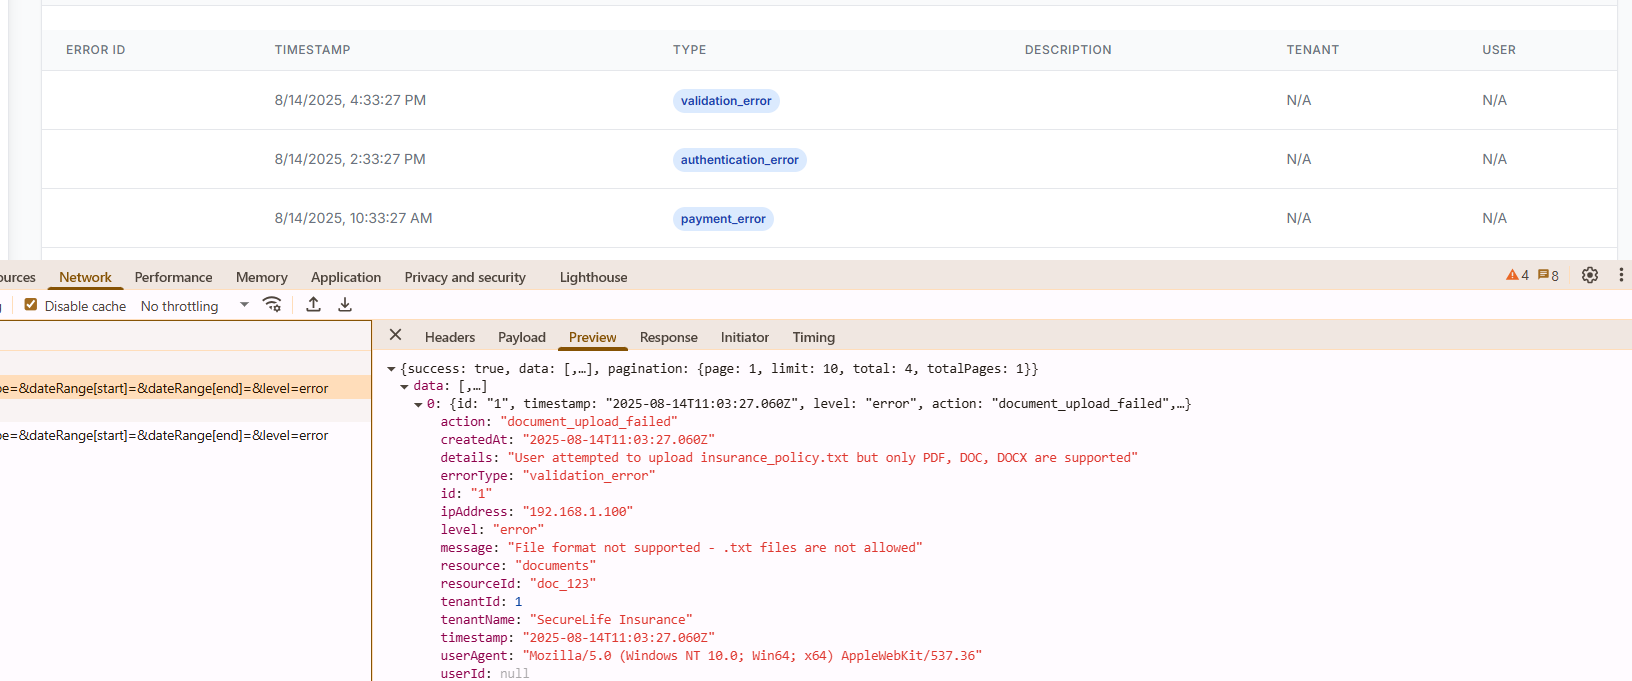 ERROR ID TIMESTAMP TYPE DESCRIPTION TENANT USER
8/14/2025, 4:33:27 PM validation_error N/A N/A
8/14/2025, 2:33:27 PM authentication_error N/A N/A
8/14/2025, 10:33:27 AM payment_error N/A N/A
ources Network Performance Memory Application Privacy and security Lighthouse 4 8
Disable cache No throttling
Headers Payload Preview Response Initiator Timing
{success: true, data: [,…], pagination: {page: 1, limit: 10, total: 4, totalPages: 1}}
data: [,…]
pe=&dateRange[start]=&dateRange[end]=&level=error
0: {id: "1", timestamp: "2025-08-14T11:03:27.060Z", level: "error", action: "document_upload_failed",…}
action: "document_upload_failed"
pe=&dateRange[start]=&dateRange[end]=&level=error
createdAt: "2025-08-14T11:03:27.060Z"
details: "User attempted to upload insurance_policy.txt but only PDF, DOC, DOCX are supported"
errorType: "validation_error"
id: "1"
ipAddress: "192.168.1.100"
level: "error"
message: "File format not supported - .txt files are not allowed"
resource: "documents"
resourceId: "doc_123"
tenantId: 1
tenantName: "SecureLife Insurance"
timestamp: "2025-08-14T11:03:27.060Z"
userAgent: "Mozilla/5.0 (Windows NT 10.0; Win64; x64) AppleWebKit/537.36"
userId: null